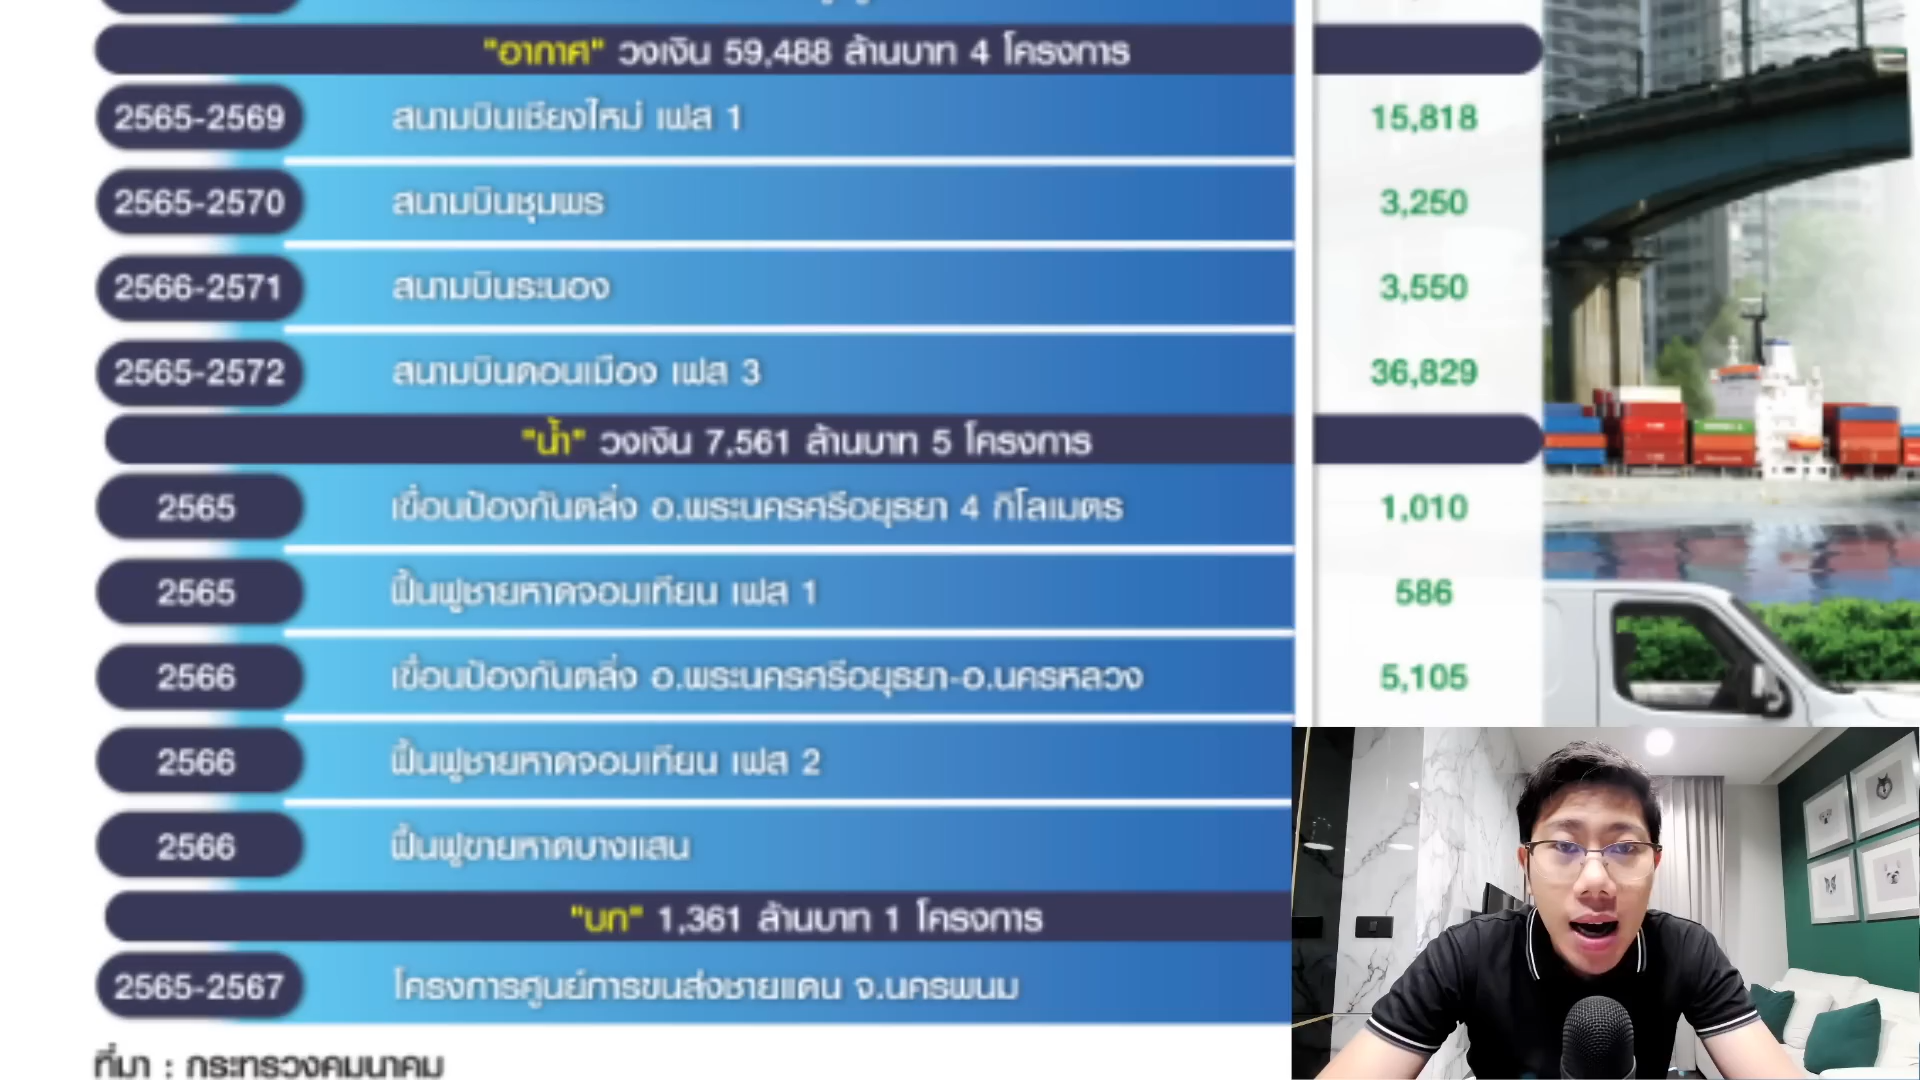 "อากาศ" วงเงิน 59,488 ล้านบาท 4 โครงการ
2565-2569 สนามบินเชียงใหม่ เฟส 1 15,818
2565-2570 สนามบินชุมพร 3,250
2566-2571 สนามบินระนอง 3,550
2565-2572 สนามบินดอนเมือง เฟส 3 36,829
"น้ำ" วงเงิน 7,561 ล้านบาท 5 โครงการ
2565 เขื่อนป้องกันตลิ่ง อ.พระนครศรีอยุธยา 4 กิโลเมตร 1,010
2565 ฟื้นฟูชายหาดจอมเทียน เฟส 1 586
2566 เขื่อนป้องกันตลิ่ง อ.พระนครศรีอยุธยา-อ.นครหลวง 5,105
2566 ฟื้นฟูชายหาดจอมเทียน เฟส 2
2566 ฟื้นฟูขายหาดบางแสน
"บก" 1,361 ล้านบาท 1 โครงการ
2565-2567 โครงการศูนย์การขนส่งชายแดน จ.นครพนม
ที่มา : กระทรวงคมนาคม